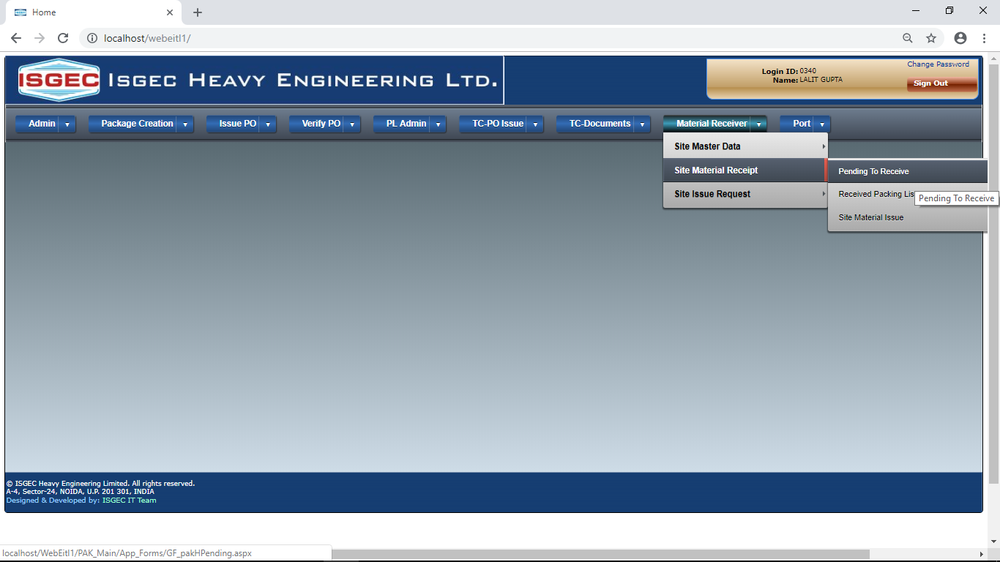 Home
localhost/webeitl1/
ISGEC ISGEC HEAVY ENGINEERING LTD.
Change Password
Login ID: 0340
Name: LALIT GUPTA
Sign Out
Admin Package Creation Issue PO Verify PO PL Admin TC-PO Issue TC-Documents Material Receiver Port
Site Master Data
Site Material Receipt
Site Issue Request
Pending To Receive
Received Packing Lis
Pending To Receive
Site Material Issue
© ISGEC Heavy Engineering Limited. All rights reserved.
A-4, Sector-24, NOIDA, U.P. 201 301, INDIA
Designed & Developed by: ISGEC IT Team
localhost/WebEitl1/PAK_Main/App_Forms/GF_pakHPending.aspx